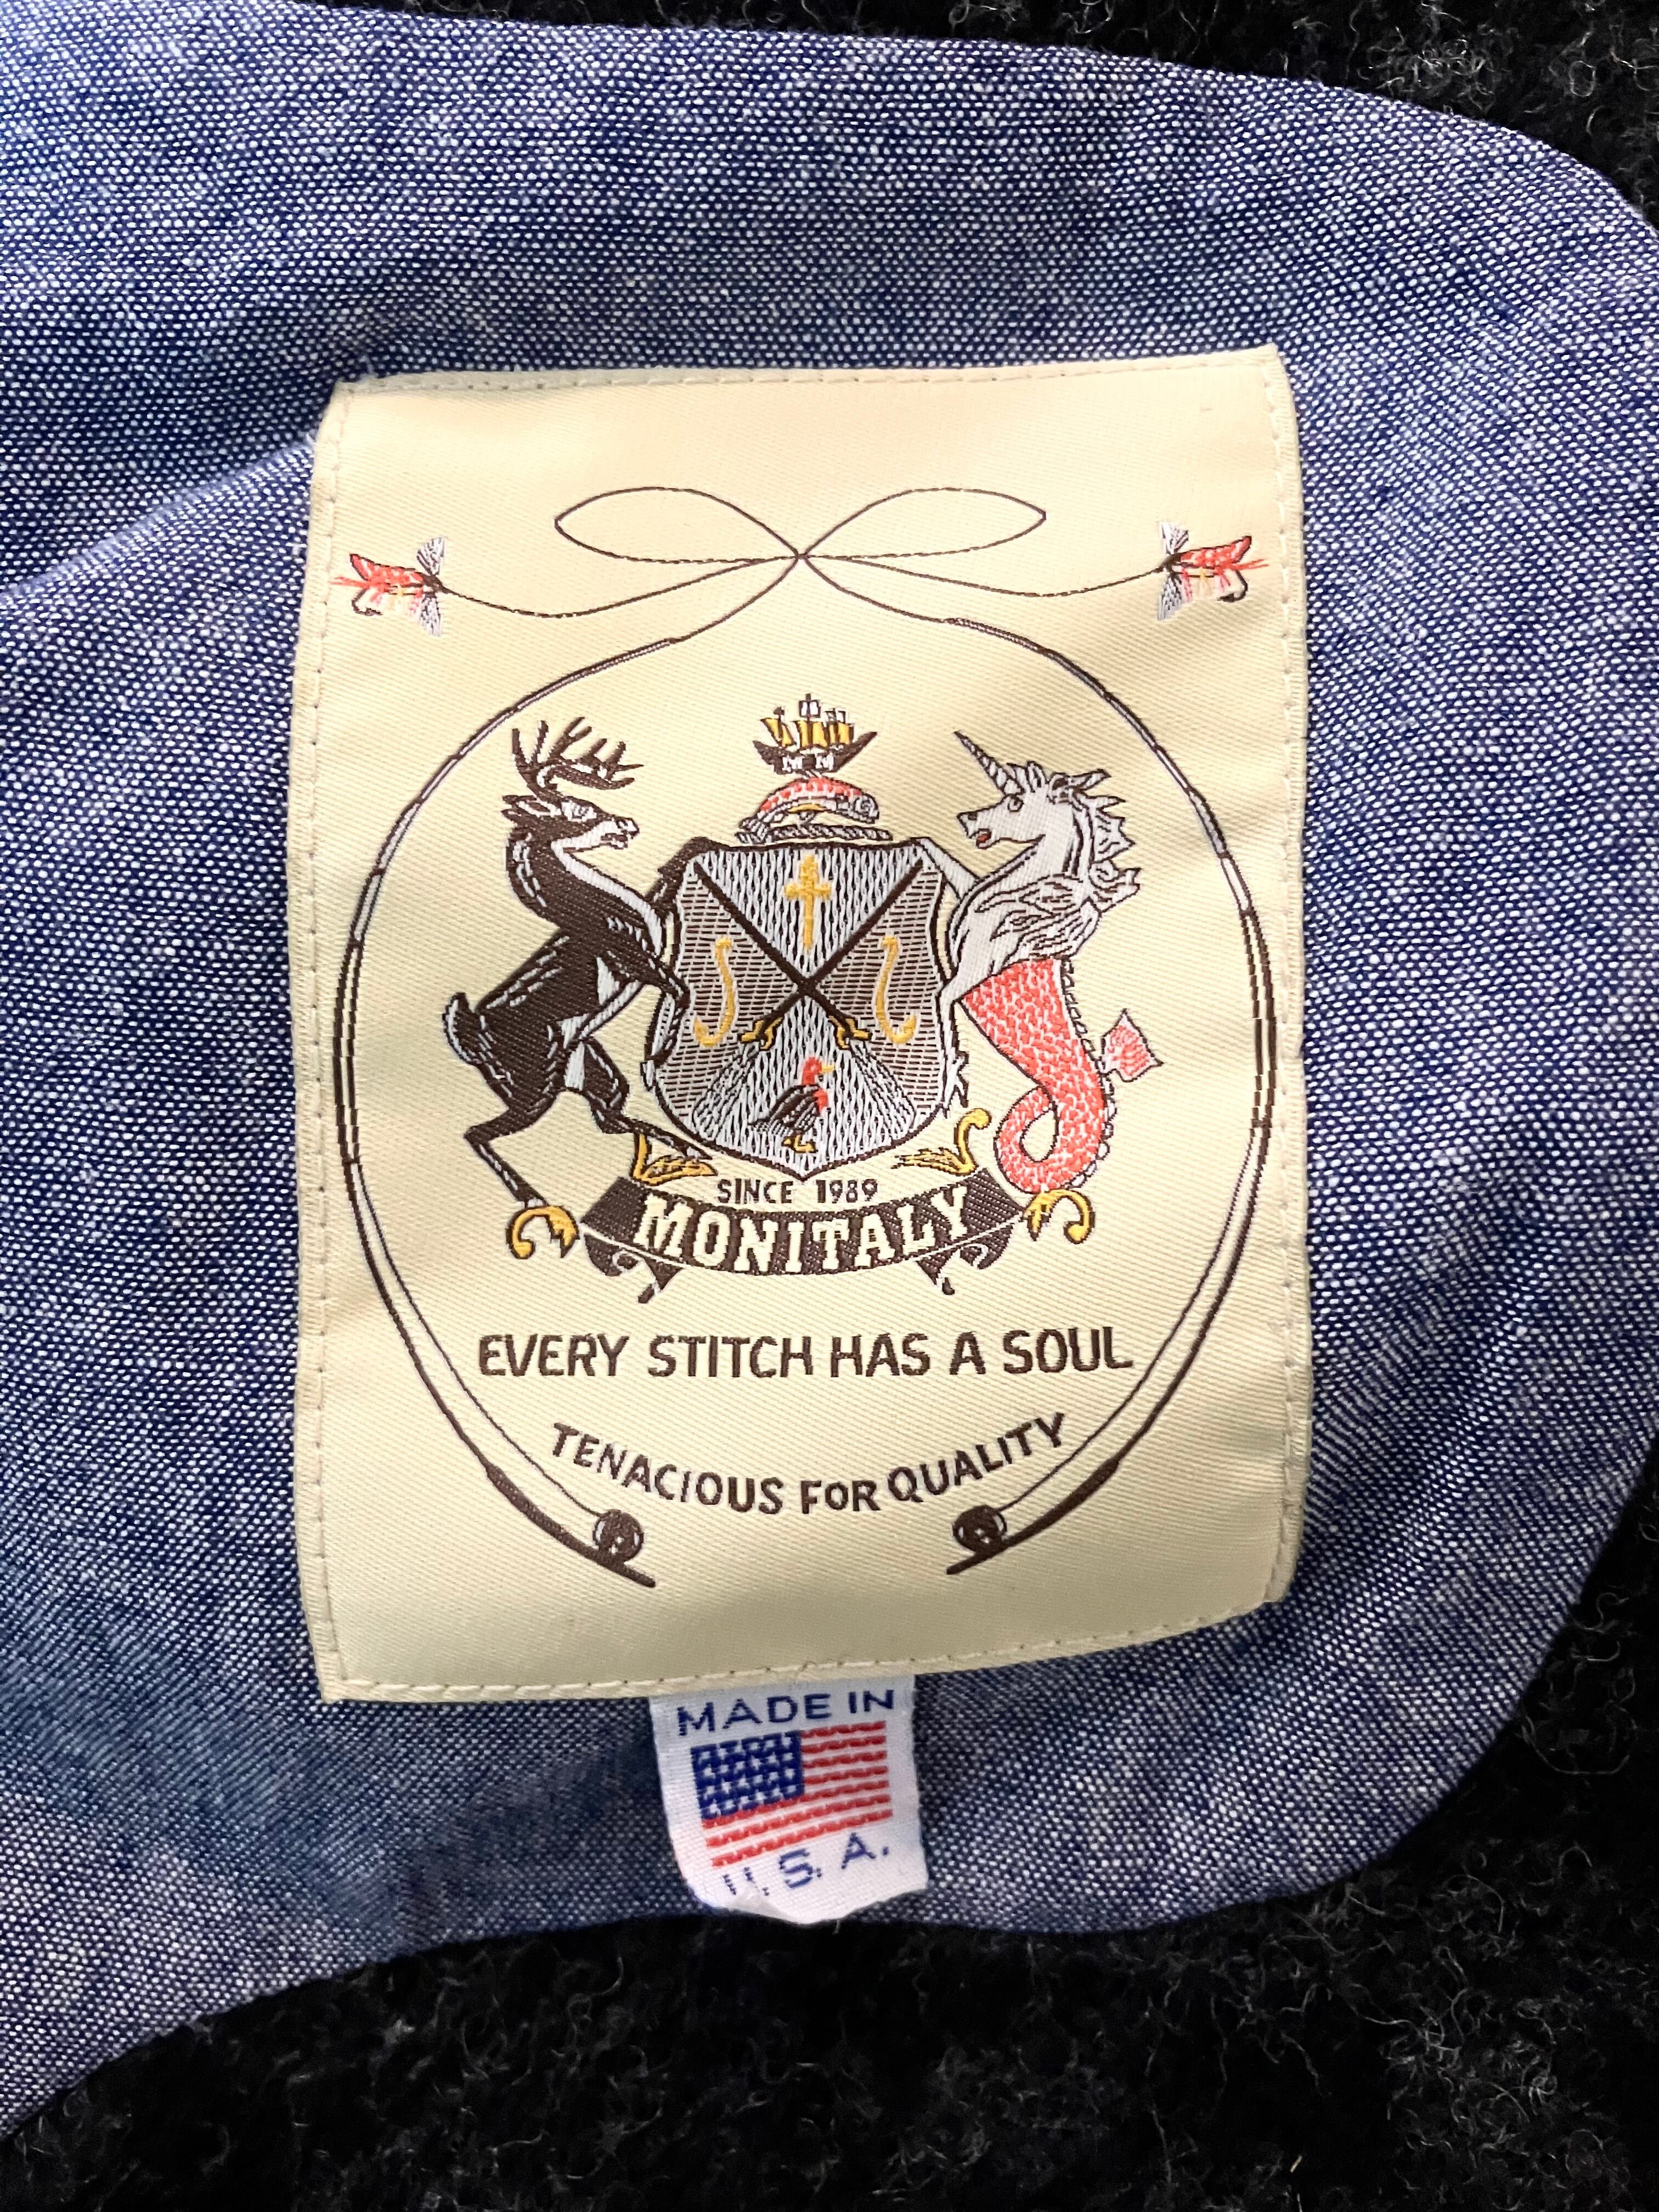 SINCE 1989
MONITALY
EVERY STITCH HAS A SOUL
TENACIOUS FOR QUALITY
MADE IN
U.S.A.